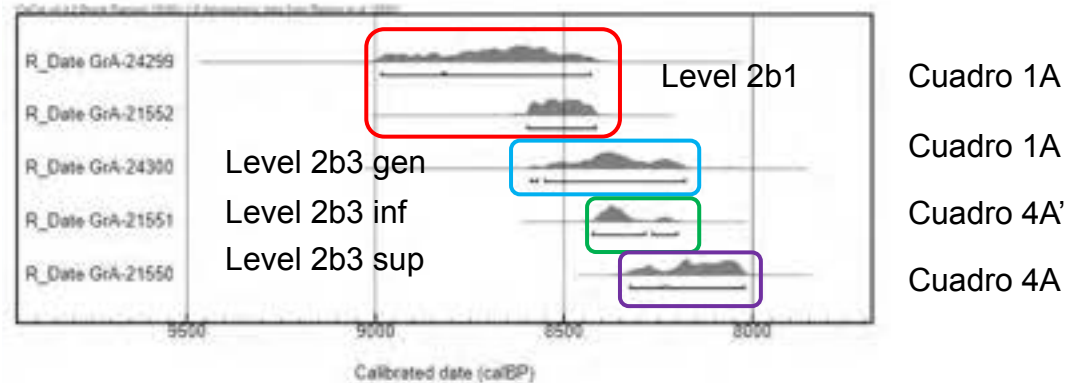 R_Date GrA-24299
Level 2b1
Cuadro 1A
R_Date GrA-21552
Cuadro 1A
R_Date GrA-24300
Level 2b3 gen
R_Date GrA-21551
Level 2b3 inf
Cuadro 4A’
R_Date GrA-21550
Level 2b3 sup
Cuadro 4A
9500 9000 8500 8000
Calibrated date (calBP)